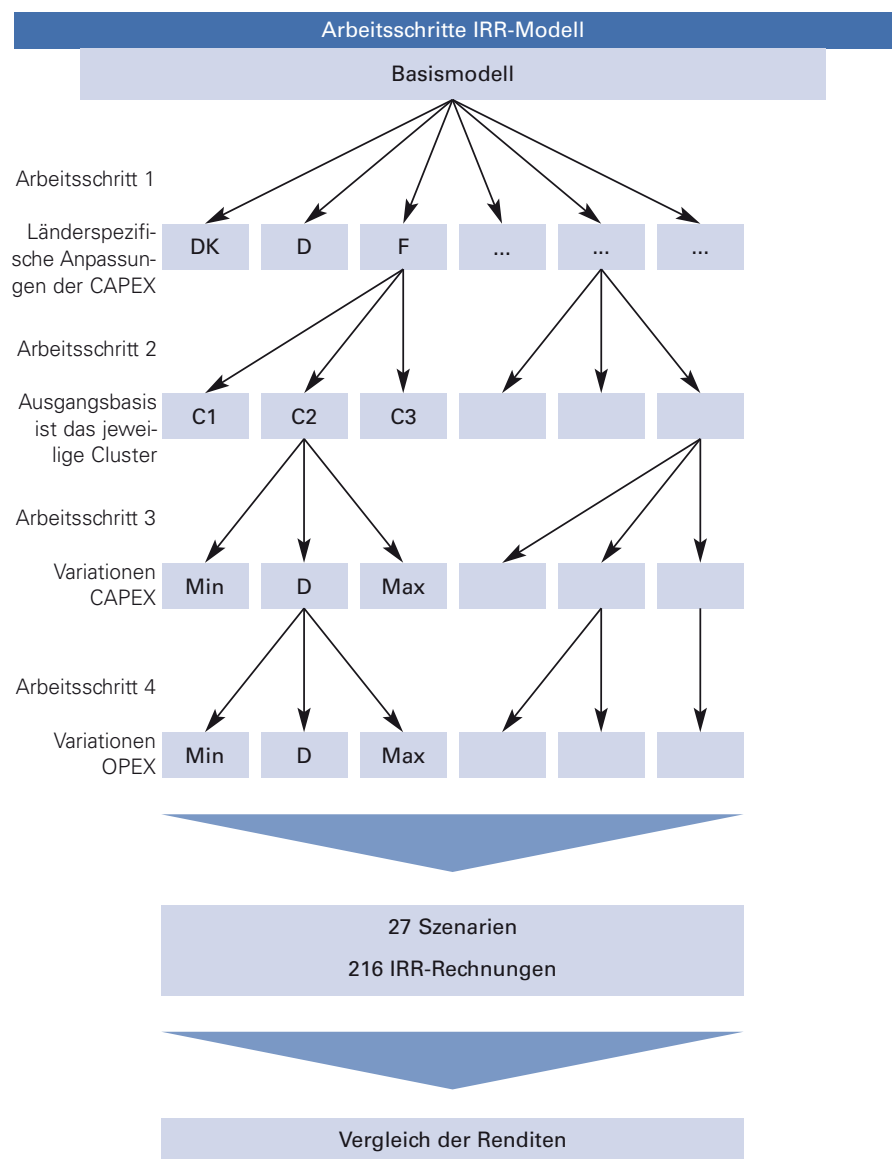 Arbeitsschritte IRR-Modell
Basismodell
Arbeitsschritt 1
Länderspezifi-
sche Anpassun-
gen der CAPEX
DK
D
F
...
...
...
Arbeitsschritt 2
Ausgangsbasis
ist das jewei-
lige Cluster
C1
C2
C3
Arbeitsschritt 3
Variationen
CAPEX
Min
D
Max
Arbeitsschritt 4
Variationen
OPEX
Min
D
Max
27 Szenarien
216 IRR-Rechnungen
Vergleich der Renditen